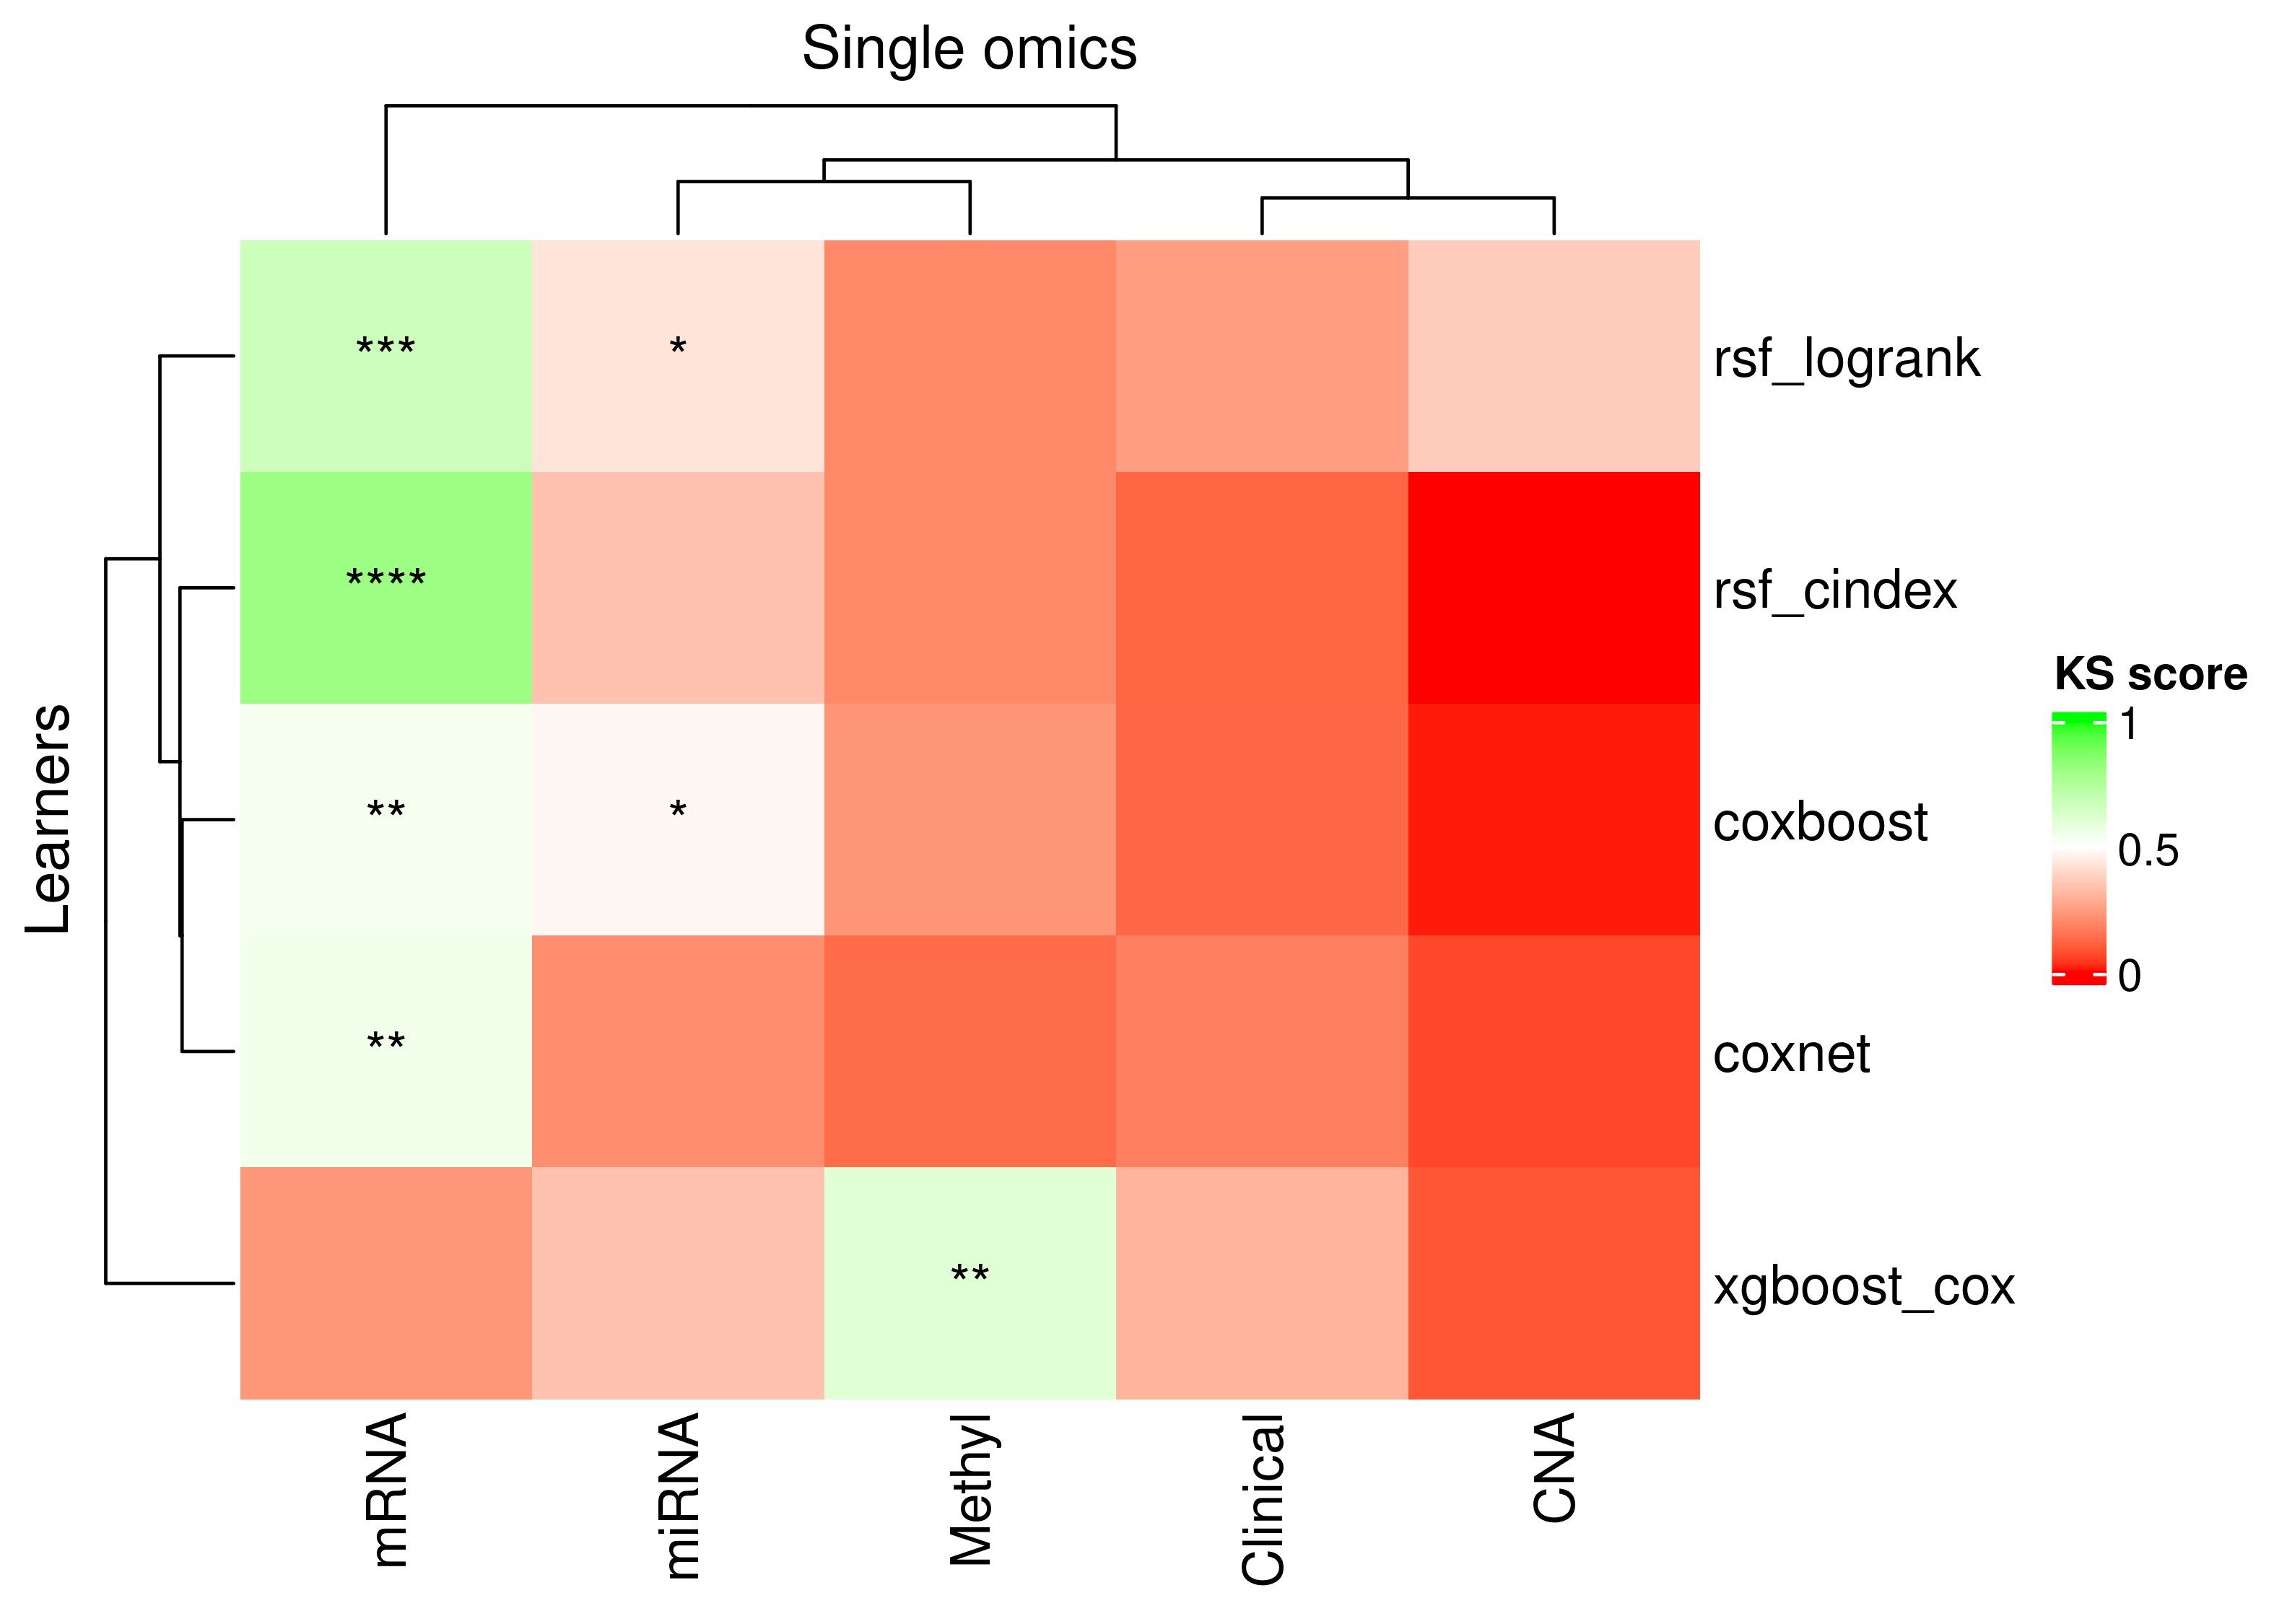 Single omics
Learners
*** *
rsf_logrank
****
rsf_cindex
** *
coxboost
**
coxnet
**
xgboost_cox
mRNA
miRNA
Methyl
Clinical
CNA
KS score
1
0.5
0